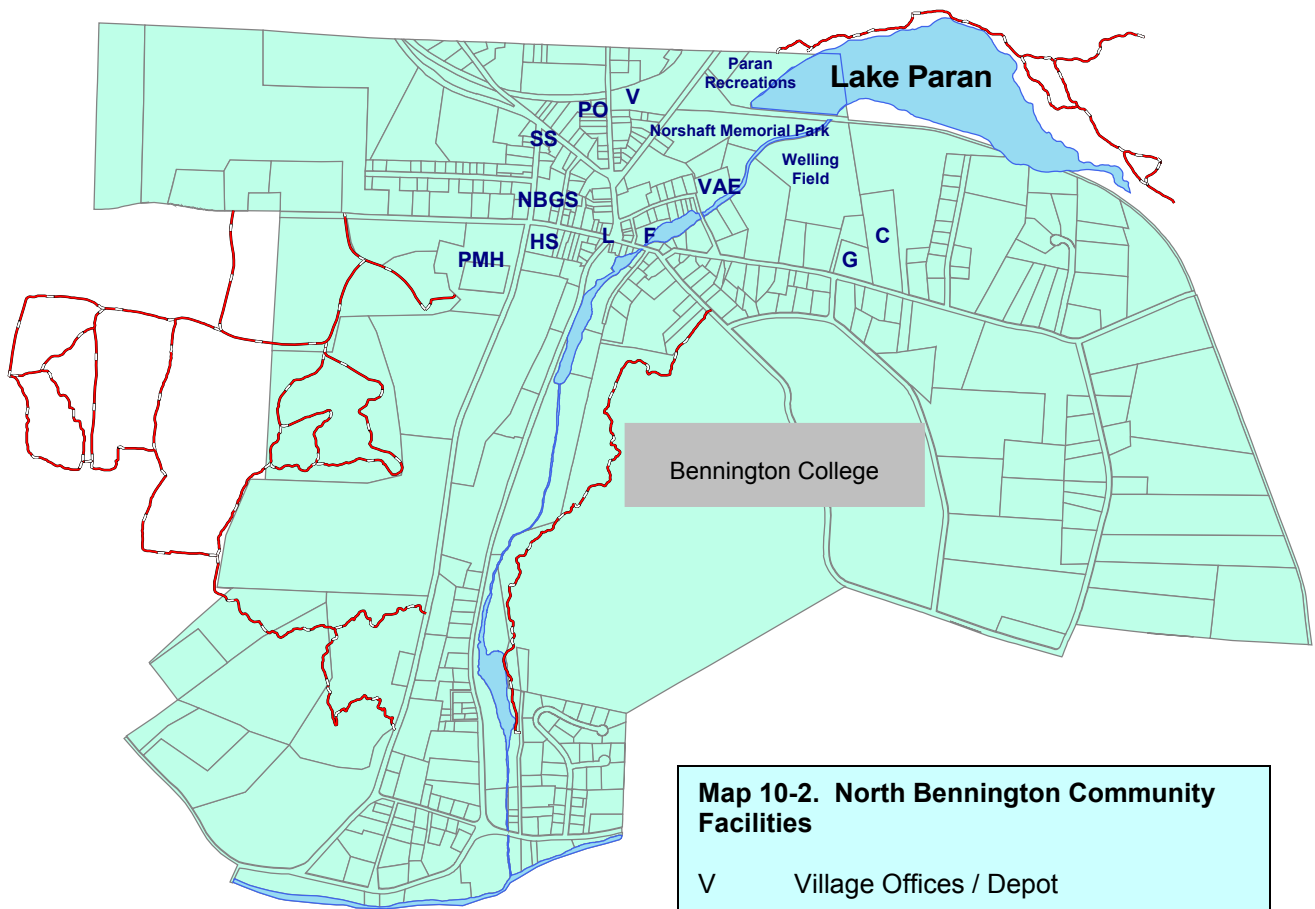 Paran
Recreations
Lake Paran
V
PO
Norshaft Memorial Park
SS
Welling
Field
VAE
NBGS
C
L
F
HS
G
PMH
Bennington College
Map 10-2. North Bennington Community
Facilities
V Village Offices / Depot